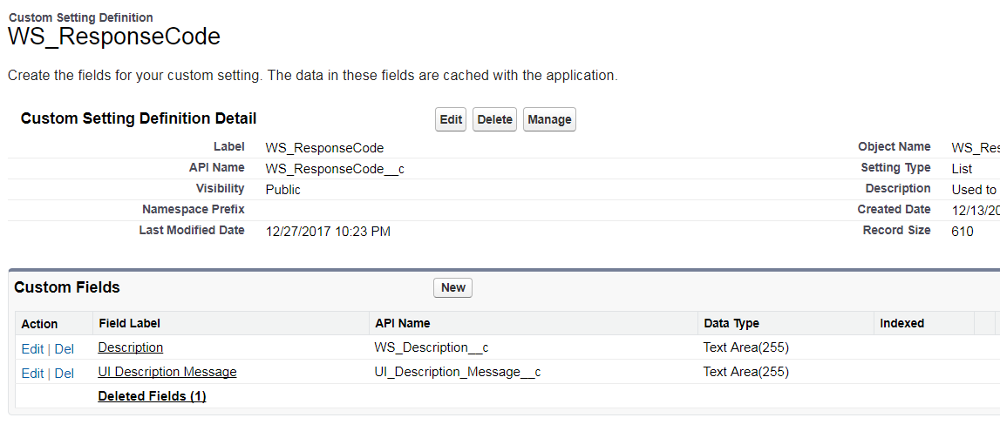 Custom Setting Definition
WS_ResponseCode
Create the fields for your custom setting. The data in these fields are cached with the application.
Custom Setting Definition Detail Edit Delete Manage
Label WS_ResponseCode Object Name WS_Res
API Name WS_ResponseCode__c Setting Type List
Visibility Public Description Used to
Namespace Prefix Created Date 12/13/20
Last Modified Date 12/27/2017 10:23 PM Record Size 610
Custom Fields New
Action Field Label API Name Data Type Indexed
Edit | Del Description WS_Description__c Text Area(255)
Edit | Del UI Description Message UI_Description_Message__c Text Area(255)
Deleted Fields (1)